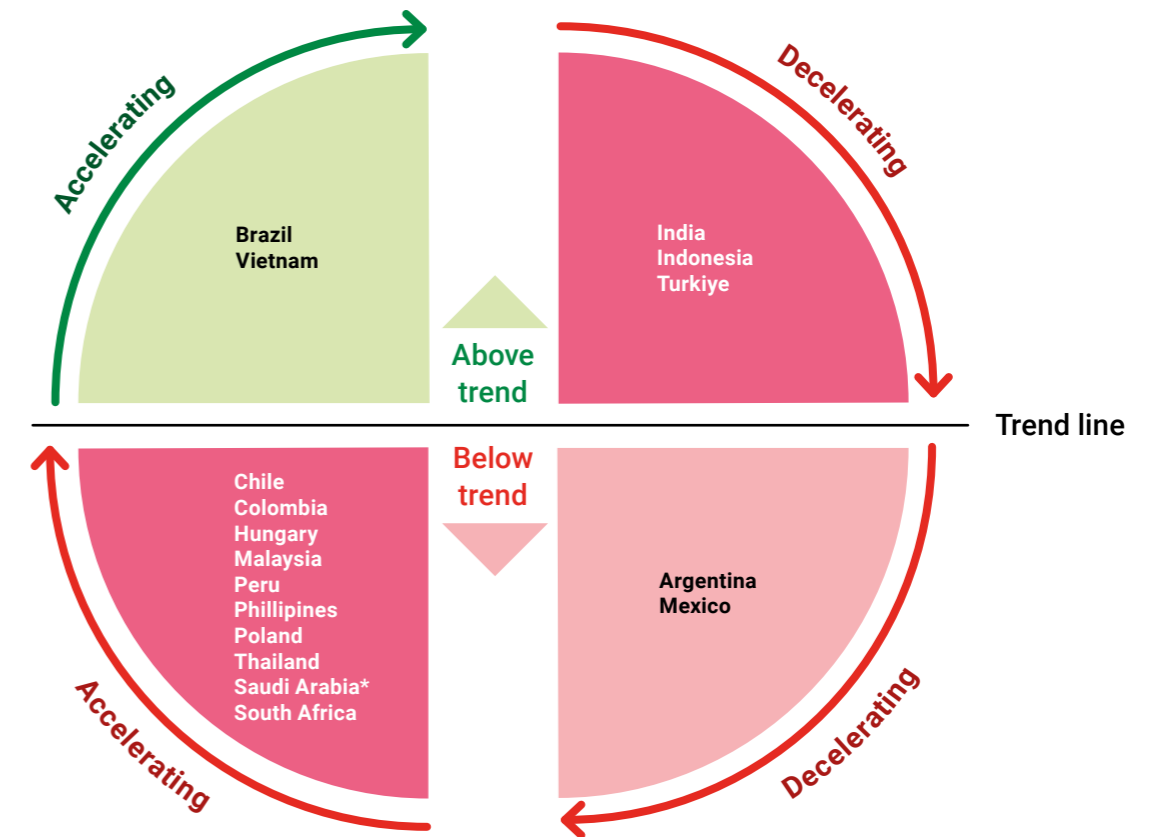 Accelerating
Decelerating
Brazil
Vietnam
India
Indonesia
Turkiye
Above
trend
Trend line
Below
trend
Chile
Colombia
Hungary
Malaysia
Peru
Phillipines
Poland
Thailand
Saudi Arabia*
South Africa
Argentina
Mexico
Accelerating
Decelerating